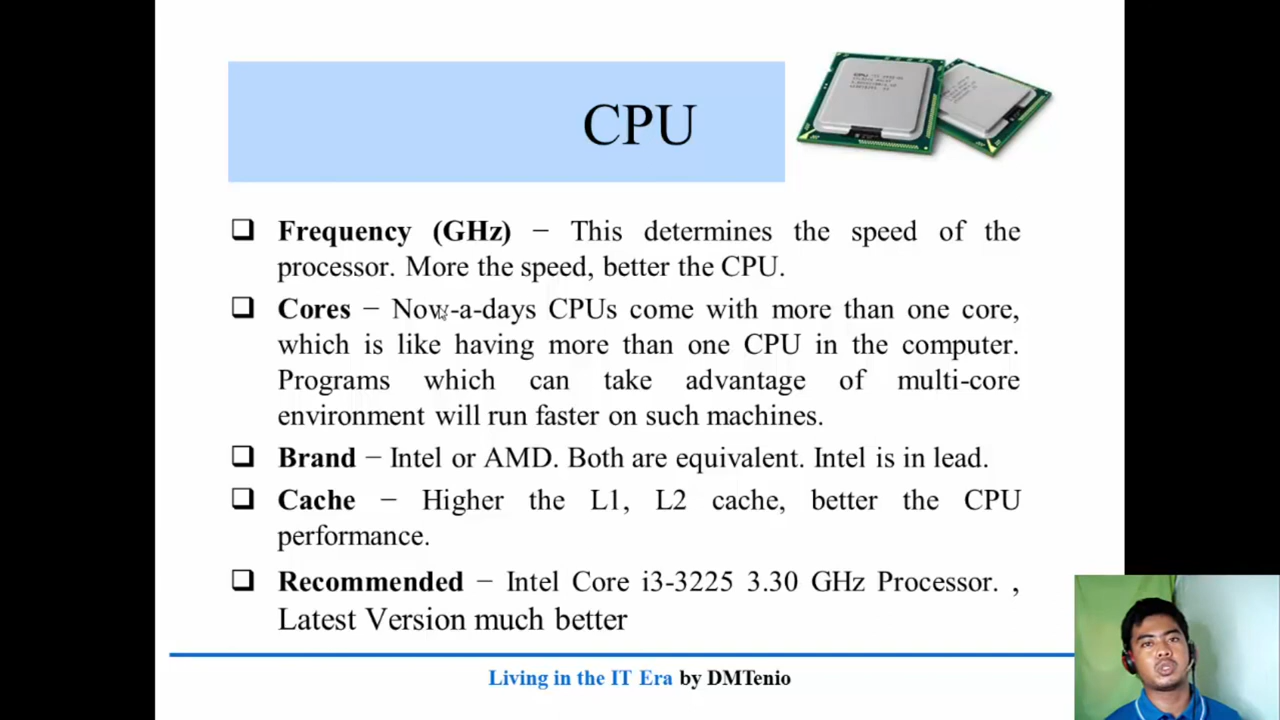 CPU
❑ Frequency (GHz) − This determines the speed of the
processor. More the speed, better the CPU.
❑ Cores − Now-a-days CPUs come with more than one core,
which is like having more than one CPU in the computer.
Programs which can take advantage of multi-core
environment will run faster on such machines.
❑ Brand − Intel or AMD. Both are equivalent. Intel is in lead.
❑ Cache − Higher the L1, L2 cache, better the CPU
performance.
❑ Recommended − Intel Core i3-3225 3.30 GHz Processor. ,
Latest Version much better
Living in the IT Era by DMTenio